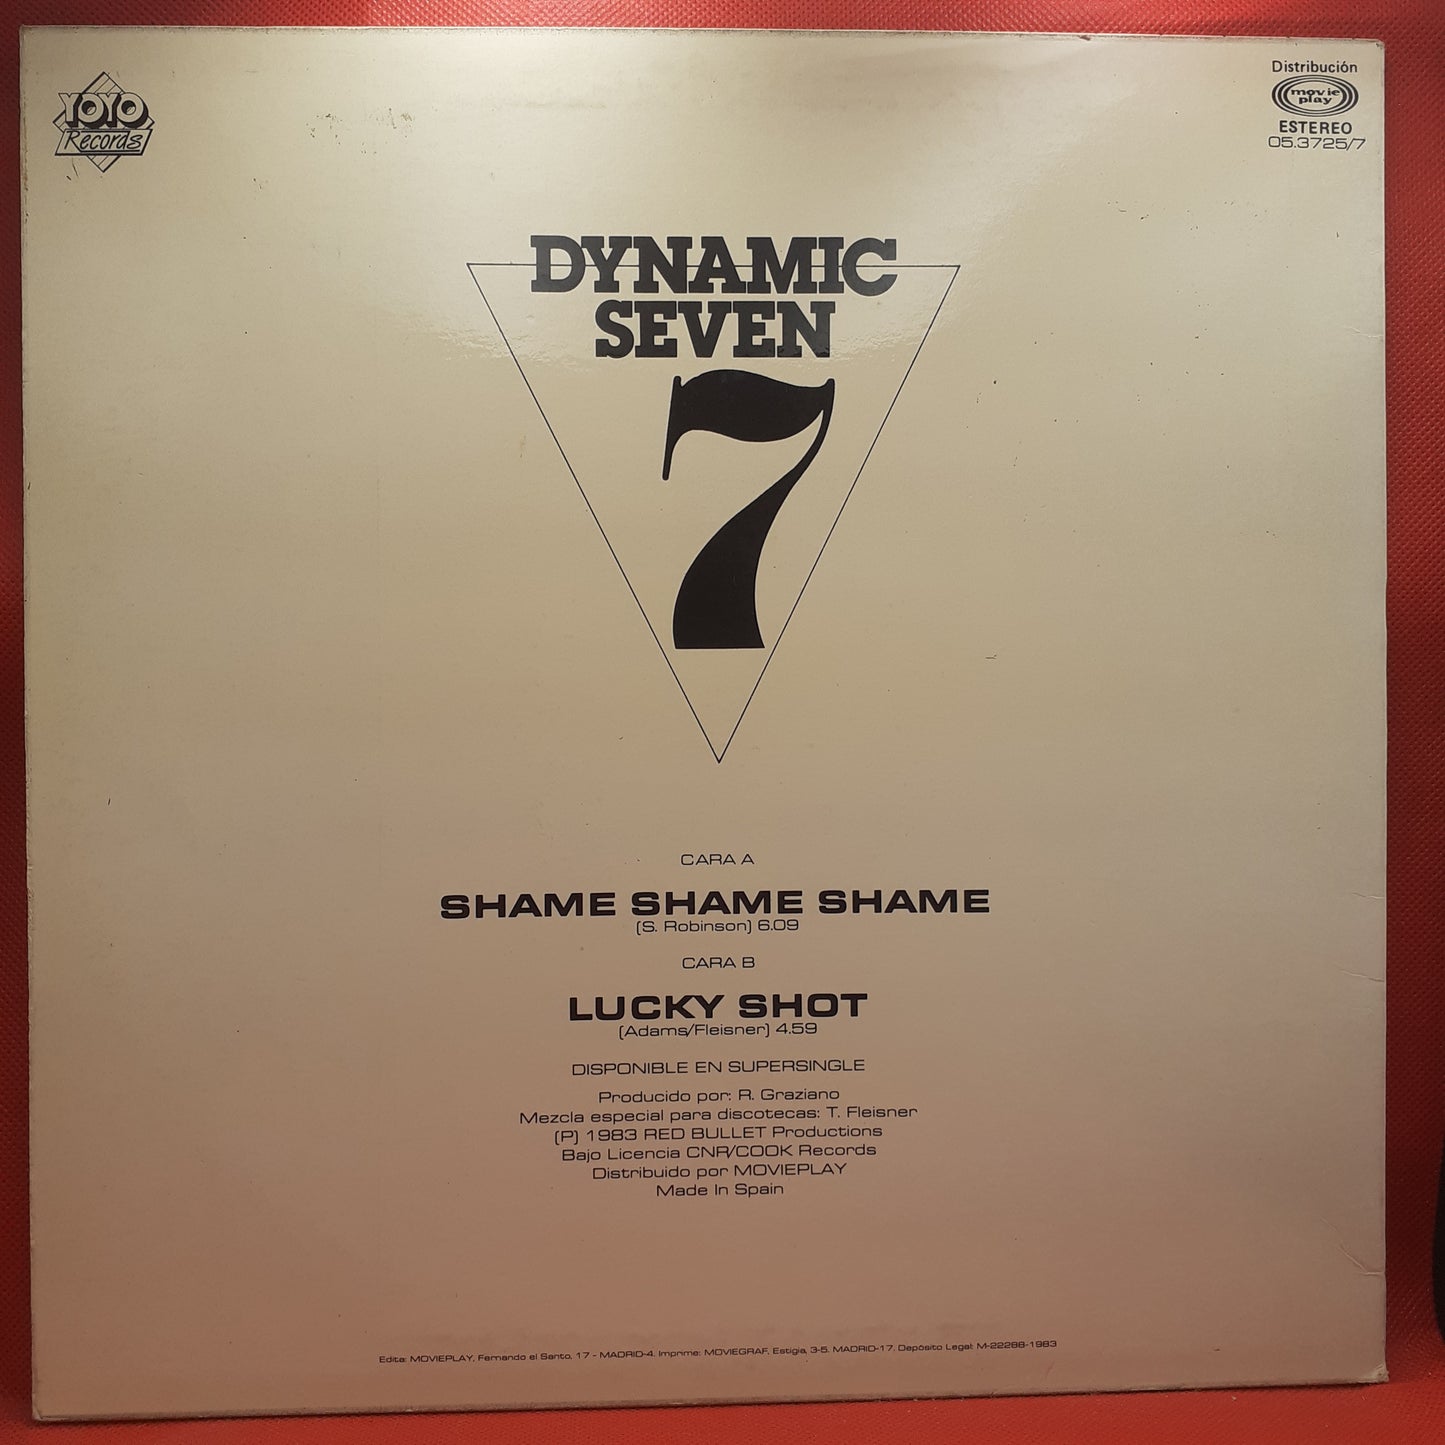 YOYO
Records
Distribución
movie
play
ESTEREO
05.3725/7
DYNAMIC
SEVEN
7
CARA A
SHAME SHAME SHAME
(S. Robinson) 6.09
CARA B
LUCKY SHOT
(Adams/Fleisner) 4.59
DISPONIBLE EN SUPERSINGLE
Producido por: R. Graziano
Mezcla especial para discotecas: T. Fleisner
(P) 1983 RED BULLET Productions
Bajo Licencia CNR/COOK Records
Distribuido por MOVIEPLAY
Made In Spain
Edita: MOVIEPLAY, Fernando el Santo, 17 - MADRID-4. Imprime: MOVIEGRAF, Estigia, 3-5. MADRID-17. Depósito Legal: M-22288-1983